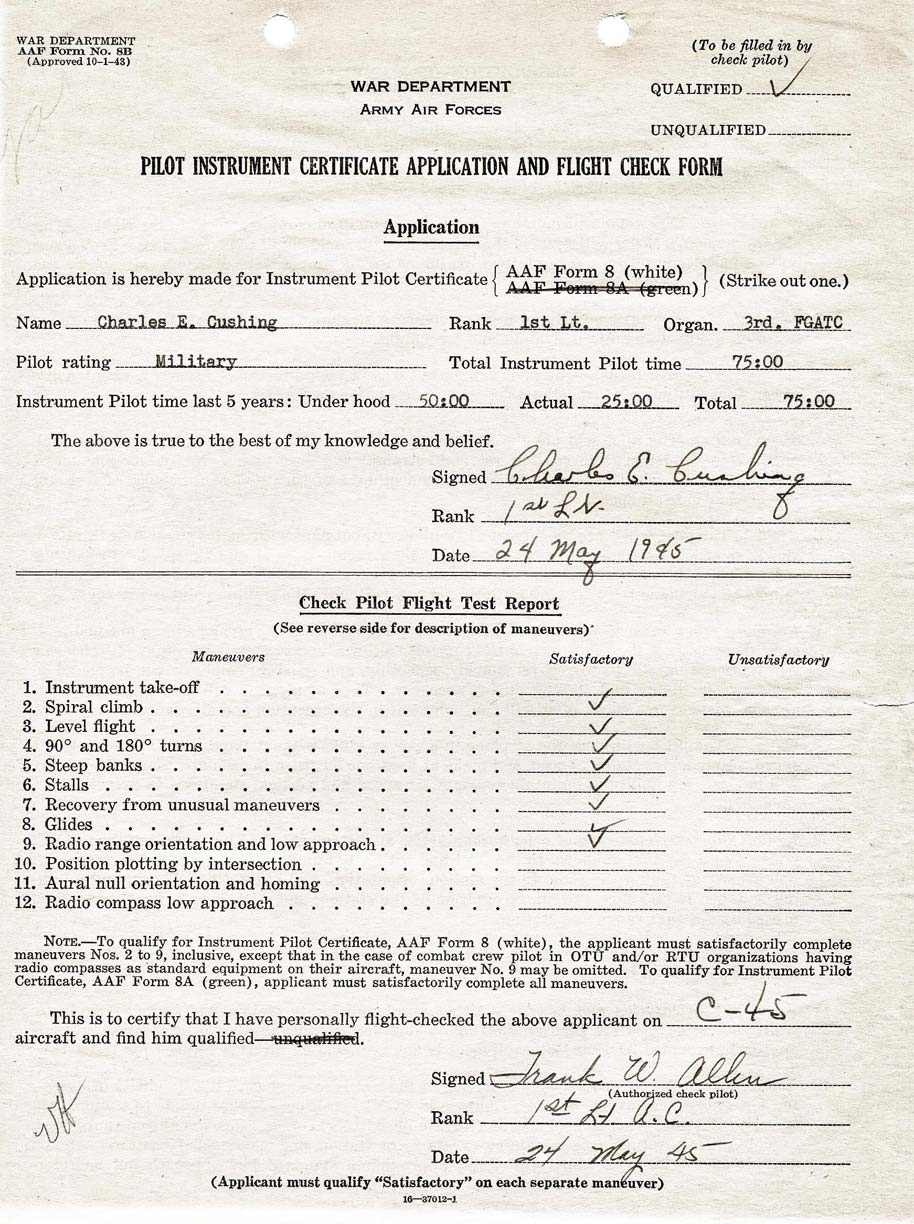 WAR DEPARTMENT
AAF Form No. 8B
(Approved 10-1-43)
(To be filled in by
check pilot)
QUALIFIED ✓
UNQUALIFIED
WAR DEPARTMENT
ARMY AIR FORCES
PILOT INSTRUMENT CERTIFICATE APPLICATION AND FLIGHT CHECK FORM
Application
Application is hereby made for Instrument Pilot Certificate { AAF Form 8 (white) } (Strike out one.)
AAF Form 8A (green)
Name Charles E. Cushing Rank 1st Lt. Organ. 3rd. FGATC
Pilot rating Military Total Instrument Pilot time 75:00
Instrument Pilot time last 5 years: Under hood 50:00 Actual 25:00 Total 75:00
The above is true to the best of my knowledge and belief.
Signed Charles E. Cushing
Rank 1st Lt.
Date 24 May 1945
Check Pilot Flight Test Report
(See reverse side for description of maneuvers)
Maneuvers Satisfactory Unsatisfactory
1. Instrument take-off
2. Spiral climb ✓
3. Level flight ✓
4. 90° and 180° turns ✓
5. Steep banks ✓
6. Stalls ✓
7. Recovery from unusual maneuvers ✓
8. Glides ✓
9. Radio range orientation and low approach ✓
10. Position plotting by intersection
11. Aural null orientation and homing
12. Radio compass low approach
NOTE.—To qualify for Instrument Pilot Certificate, AAF Form 8 (white), the applicant must satisfactorily complete
maneuvers Nos. 2 to 9, inclusive, except that in the case of combat crew pilot in OTU and/or RTU organizations having
radio compasses as standard equipment on their aircraft, maneuver No. 9 may be omitted. To qualify for Instrument Pilot
Certificate, AAF Form 8A (green), applicant must satisfactorily complete all maneuvers.
This is to certify that I have personally flight-checked the above applicant on C-45
aircraft and find him qualified—unqualified.
Signed Frank W. Allen
(Authorized check pilot)
Rank 1st Lt A.C.
Date 24 May 45
(Applicant must qualify "Satisfactory" on each separate maneuver)
16—37012-1